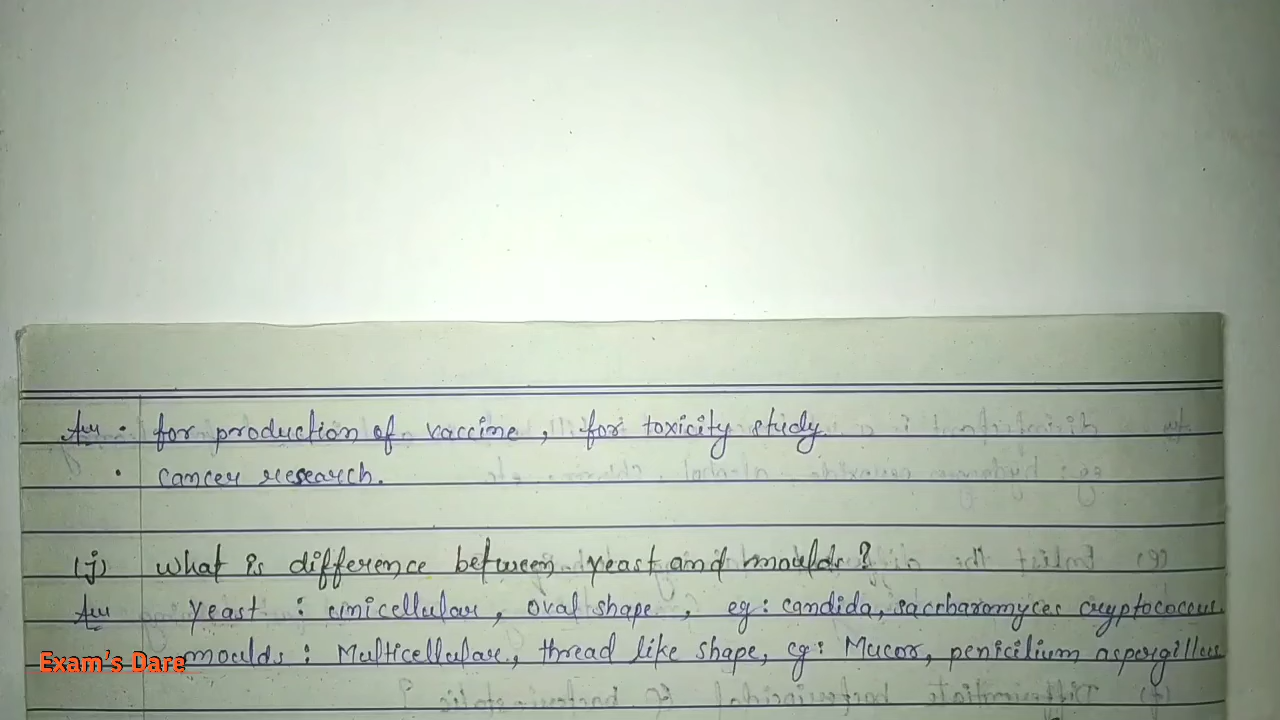 Ans • for production of vaccine, for toxicity study
• cancer research.
(j) what is difference between yeast and moulds?
Ans yeast : unicellular, oval shape, eg: candida, saccharomyces cryptococcus
moulds : Multicellular, thread like shape, eg: Mucor, penicilium aspergillus
Exam's Dare